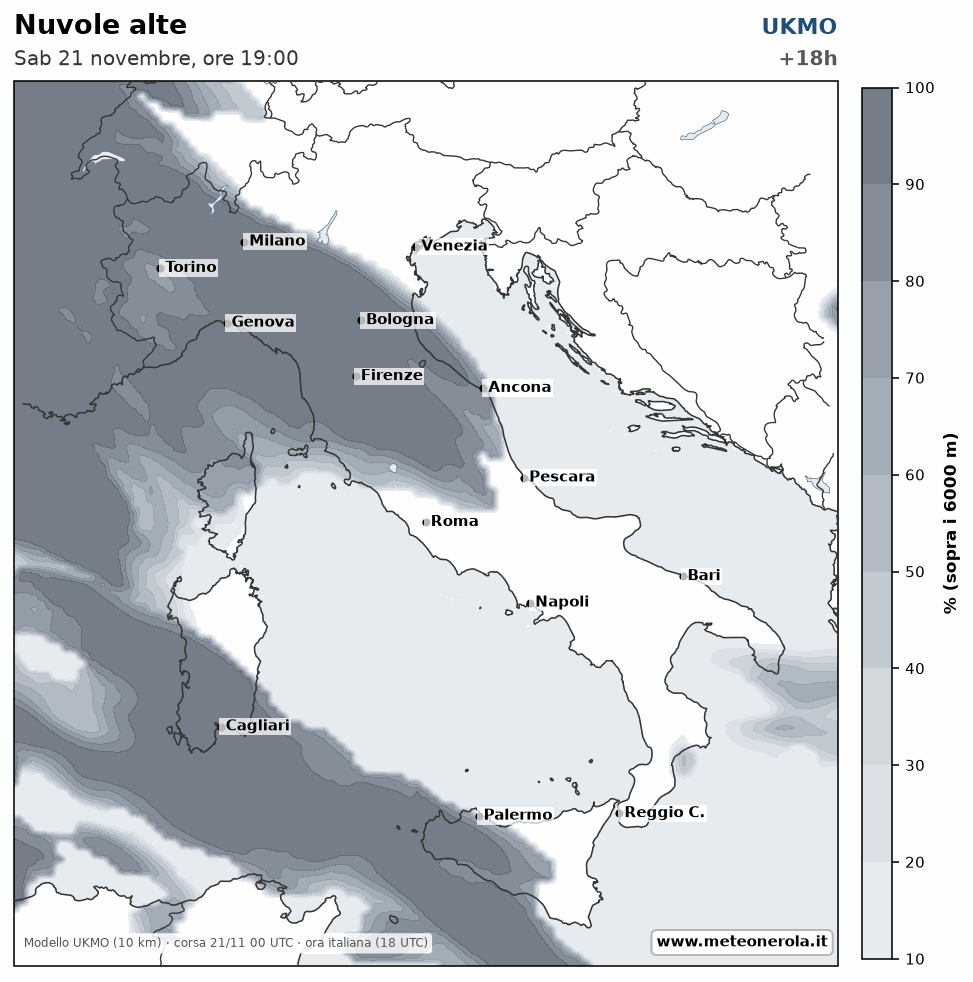 Nuvole alte
UKMO
Sab 21 novembre, ore 19:00
+18h
Milano
Venezia
Torino
Genova
Bologna
Firenze
Ancona
Pescara
Roma
Bari
Napoli
Cagliari
Palermo
Reggio C.
Modello UKMO (10 km) · corsa 21/11 00 UTC · ora italiana (18 UTC)
www.meteonerola.it
100
90
80
70
60
50
40
30
20
10
% (sopra i 6000 m)